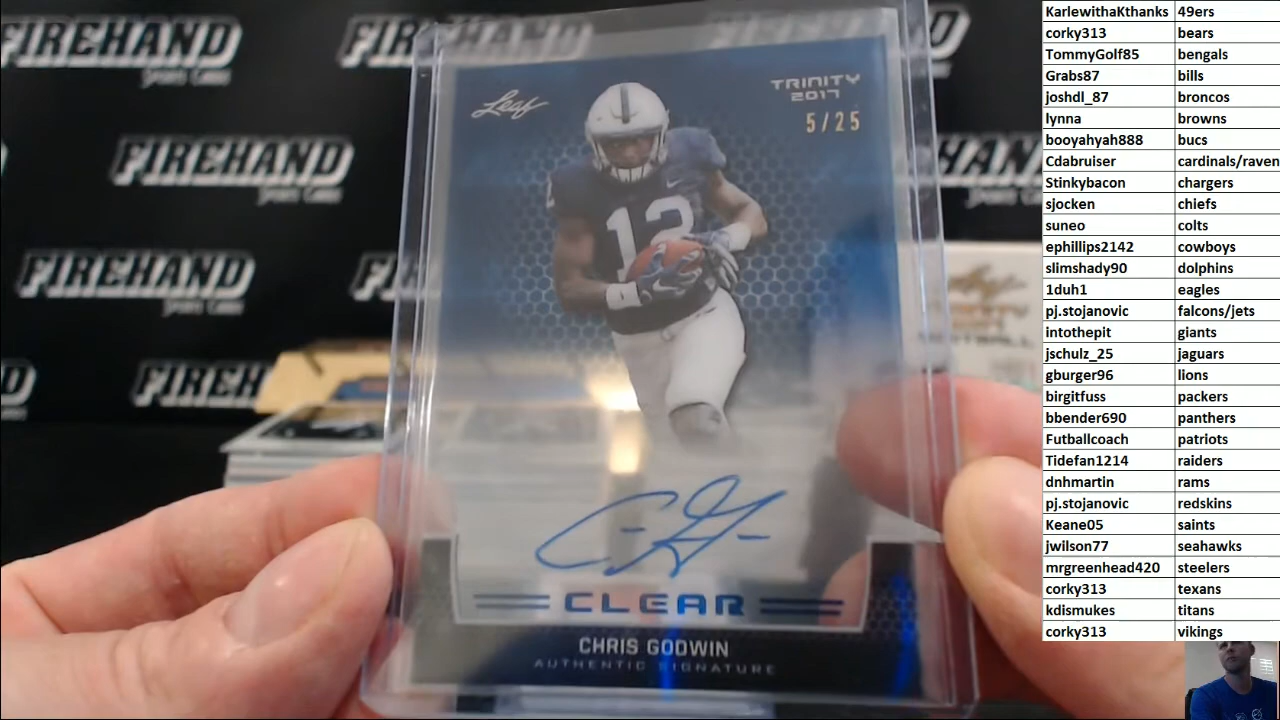 FIREHAND
Sports Cards
FIREHAND
FIREHAND
FIREHAND
FIREHAND
Leaf
TRINITY
2017
5/25
12
CLEAR
CHRIS GODWIN
AUTHENTIC SIGNATURE
KarlewithaKthanks 49ers
corky313 bears
TommyGolf85 bengals
Grabs87 bills
joshdl_87 broncos
lynna browns
booyahyah888 bucs
Cdabruiser cardinals/raven
Stinkybacon chargers
sjocken chiefs
suneo colts
ephillips2142 cowboys
slimshady90 dolphins
1duh1 eagles
pj.stojanovic falcons/jets
intothepit giants
jschulz_25 jaguars
gburger96 lions
birgitfuss packers
bbender690 panthers
Futballcoach patriots
Tidefan1214 raiders
dnhmartin rams
pj.stojanovic redskins
Keane05 saints
jwilson77 seahawks
mrgreenhead420 steelers
corky313 texans
kdismukes titans
corky313 vikings